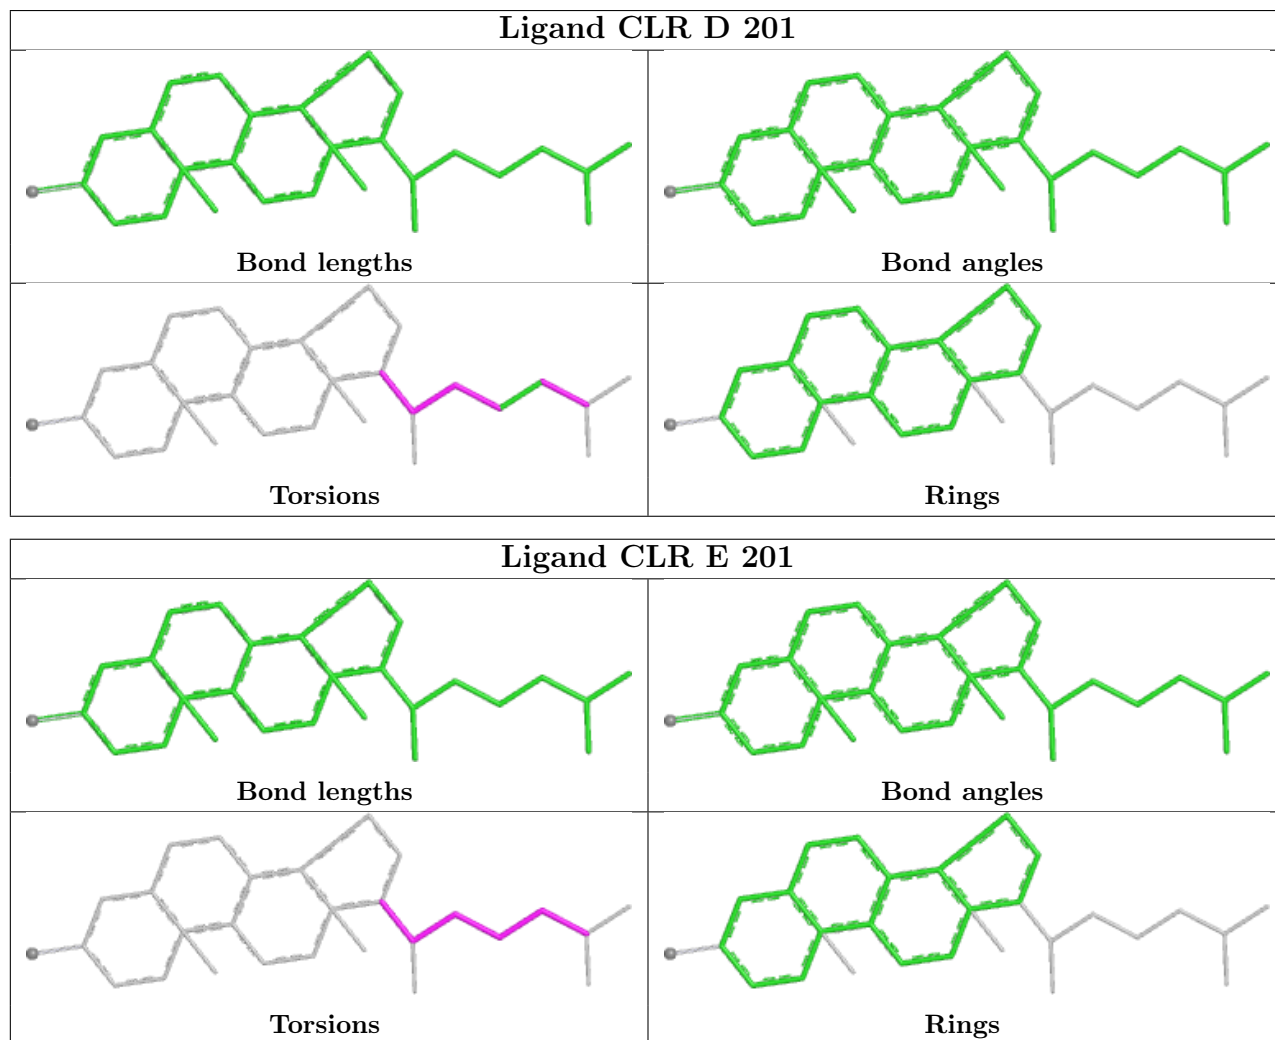 Ligand CLR D 201
Bond lengths
Bond angles
Torsions
Rings
Ligand CLR E 201
Bond lengths
Bond angles
Torsions
Rings